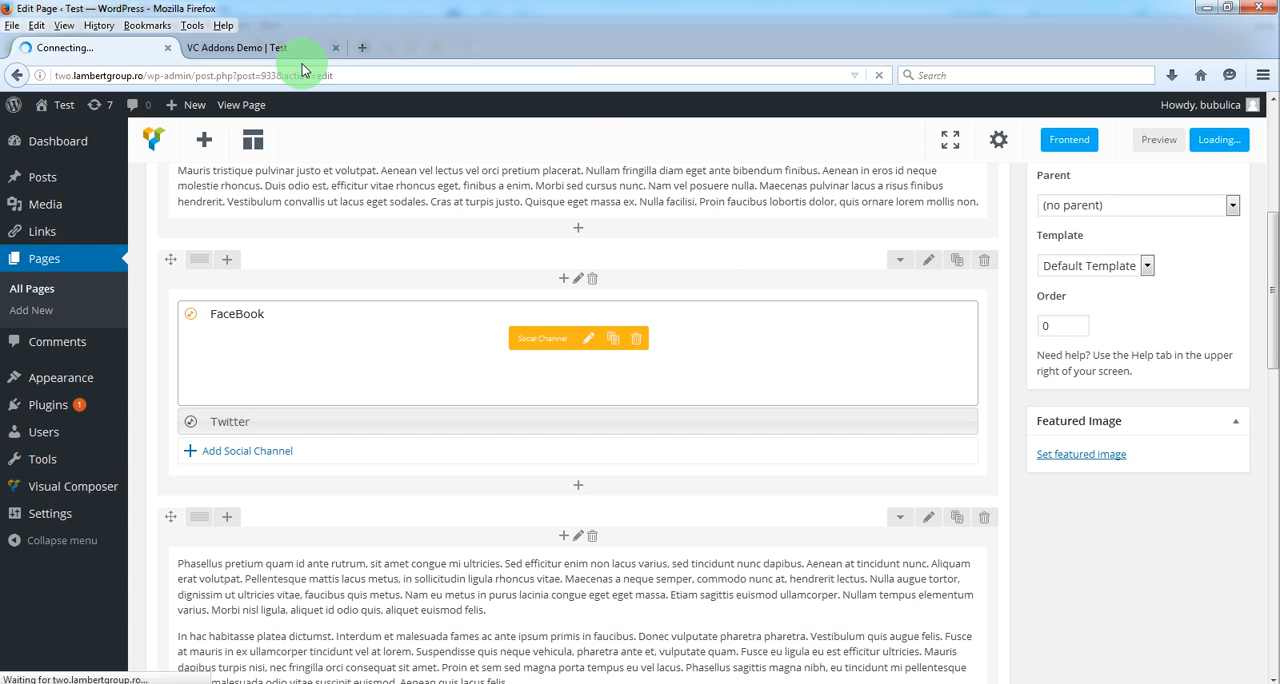 Edit Page ‹ Test — WordPress - Mozilla Firefox
File Edit View History Bookmarks Tools Help
Connecting...
VC Addons Demo | Test
two.lambertgroup.ro/wp-admin/post.php?post=933&action=edit
Search
Test 7 0 New View Page
Howdy, bubulica
Dashboard
Posts
Media
Links
Pages
All Pages
Add New
Comments
Appearance
Plugins 1
Users
Tools
Visual Composer
Settings
Collapse menu
Frontend
Preview
Loading...
Mauris tristique pulvinar justo et volutpat. Aenean vel lectus vel orci pretium placerat. Nullam fringilla diam eget ante bibendum finibus. Aenean in eros id neque
molestie rhoncus. Duis odio est, efficitur vitae rhoncus eget, finibus a enim. Morbi sed cursus nunc. Nam vel posuere nulla. Maecenas pulvinar lacus a risus finibus
hendrerit. Vestibulum convallis ut lacus eget sodales. Cras at turpis justo. Quisque eget massa ex. Nulla facilisi. Proin faucibus lobortis dolor, quis ornare lorem mollis non.
FaceBook
Social Channel
Twitter
Add Social Channel
Phasellus pretium quam id ante rutrum, sit amet congue mi ultricies. Sed efficitur enim non lacus varius, sed tincidunt nunc dapibus. Aenean at tincidunt nunc. Aliquam
erat volutpat. Pellentesque mattis lacus metus, in sollicitudin ligula rhoncus vitae. Maecenas a neque semper, commodo nunc at, hendrerit lectus. Nulla augue tortor,
dignissim ut ultricies vitae, faucibus quis metus. Nam eu metus in purus lacinia congue eget eget massa. Etiam sagittis euismod ullamcorper. Nullam tempus elementum
varius. Morbi nisl ligula, aliquet id odio quis, aliquet euismod felis.
In hac habitasse platea dictumst. Interdum et malesuada fames ac ante ipsum primis in faucibus. Donec vulputate pharetra pharetra. Vestibulum quis augue felis. Fusce
at mauris in ex ullamcorper tincidunt vel at lorem. Suspendisse quis neque vehicula, pharetra ante et, vulputate quam. Fusce eu ligula eu est efficitur ultricies. Mauris
dapibus turpis nisi, nec fringilla orci consequat sit amet. Proin et sem sed magna porta tempus eu vel lacus. Phasellus sagittis magna nibh, eu tincidunt mi pellentesque
malesuada odio vitae suscipit euismod. Aenean quis lacus felis.
Parent
(no parent)
Template
Default Template
Order
0
Need help? Use the Help tab in the upper
right of your screen.
Featured Image
Set featured image
Waiting for two.lambertgroup.ro...